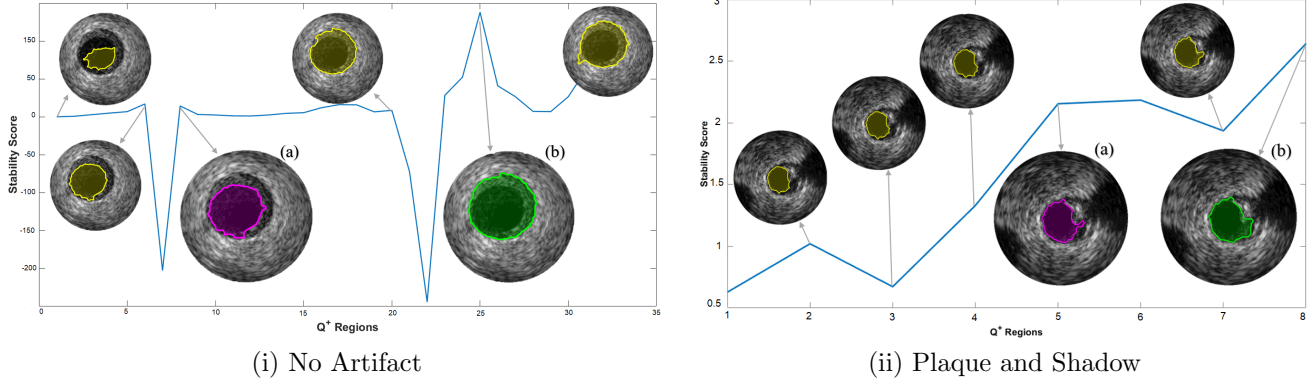 150
50
0
-50
-100
-150
-200
Stability Score
(a)
(b)
0
5
10
15
20
25
30
35
Q+ Regions
(i) No Artifact
3
2.5
2
1.5
1
0.5
Stability Score
(a)
(b)
1
2
3
4
5
6
7
8
Q+ Regions
(ii) Plaque and Shadow